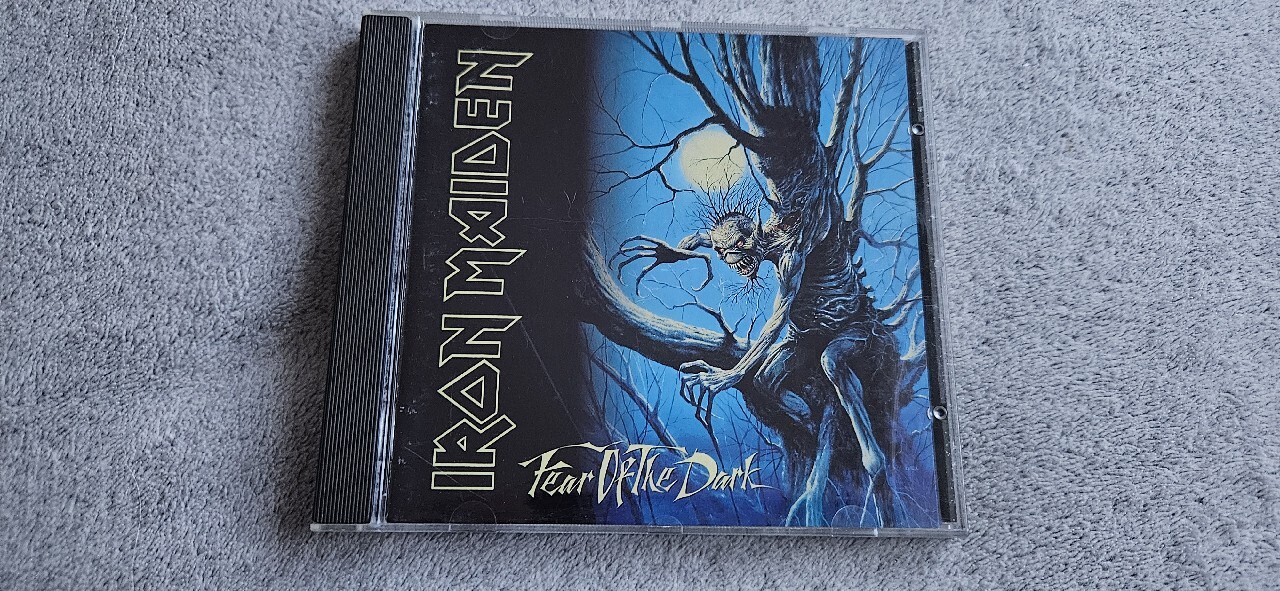 IRON MAIDEN
Fear Of The Dark